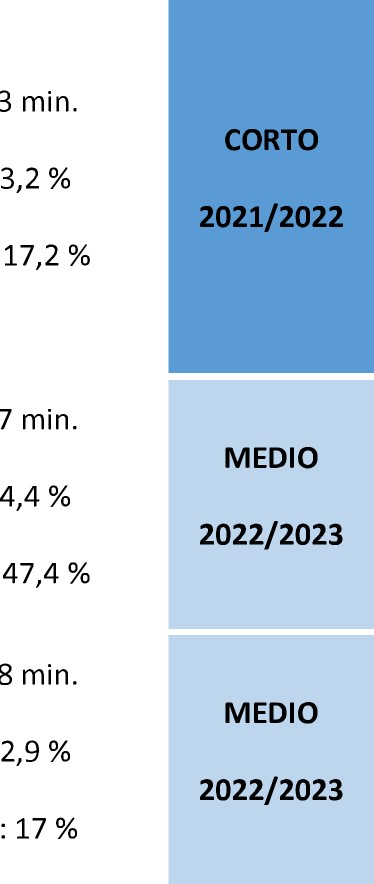 3 min.
3,2 %
17,2 %
CORTO
2021/2022
7 min.
4,4 %
47,4 %
MEDIO
2022/2023
8 min.
2,9 %
: 17 %
MEDIO
2022/2023